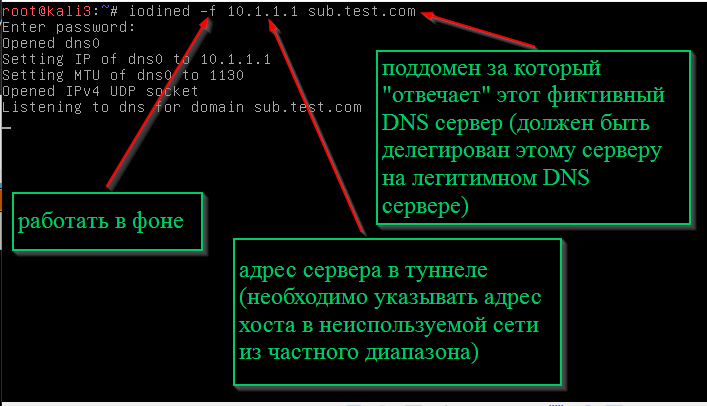 root@kali3:~# iodined -f 10.1.1.1 sub.test.com
Enter password:
Opened dns0
Setting IP of dns0 to 10.1.1.1
Setting MTU of dns0 to 1130
Opened IPv4 UDP socket
Listening to dns for domain sub.test.com
поддомен за который
"отвечает" этот фиктивный
DNS сервер (должен быть
делегирован этому серверу
на легитимном DNS
сервере)
работать в фоне
адрес сервера в туннеле
(необходимо указывать адрес
хоста в неиспользуемой сети
из частного диапазона)